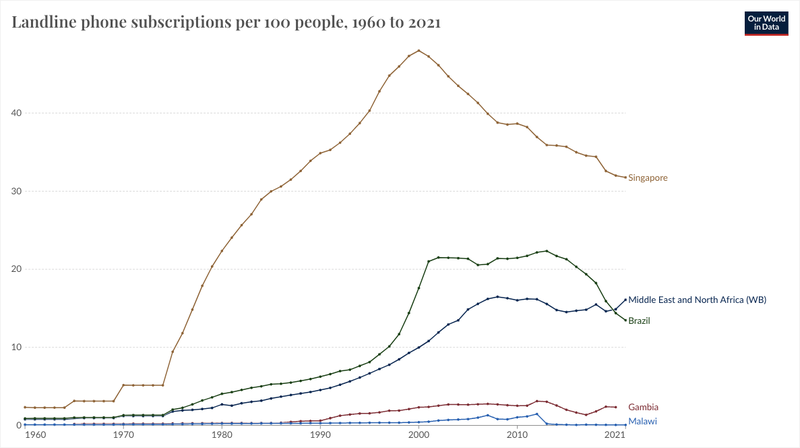 Landline phone subscriptions per 100 people, 1960 to 2021
Our World
in Data
40
30
20
10
0
Singapore
Middle East and North Africa (WB)
Brazil
Gambia
Malawi
1960 1970 1980 1990 2000 2010 2021